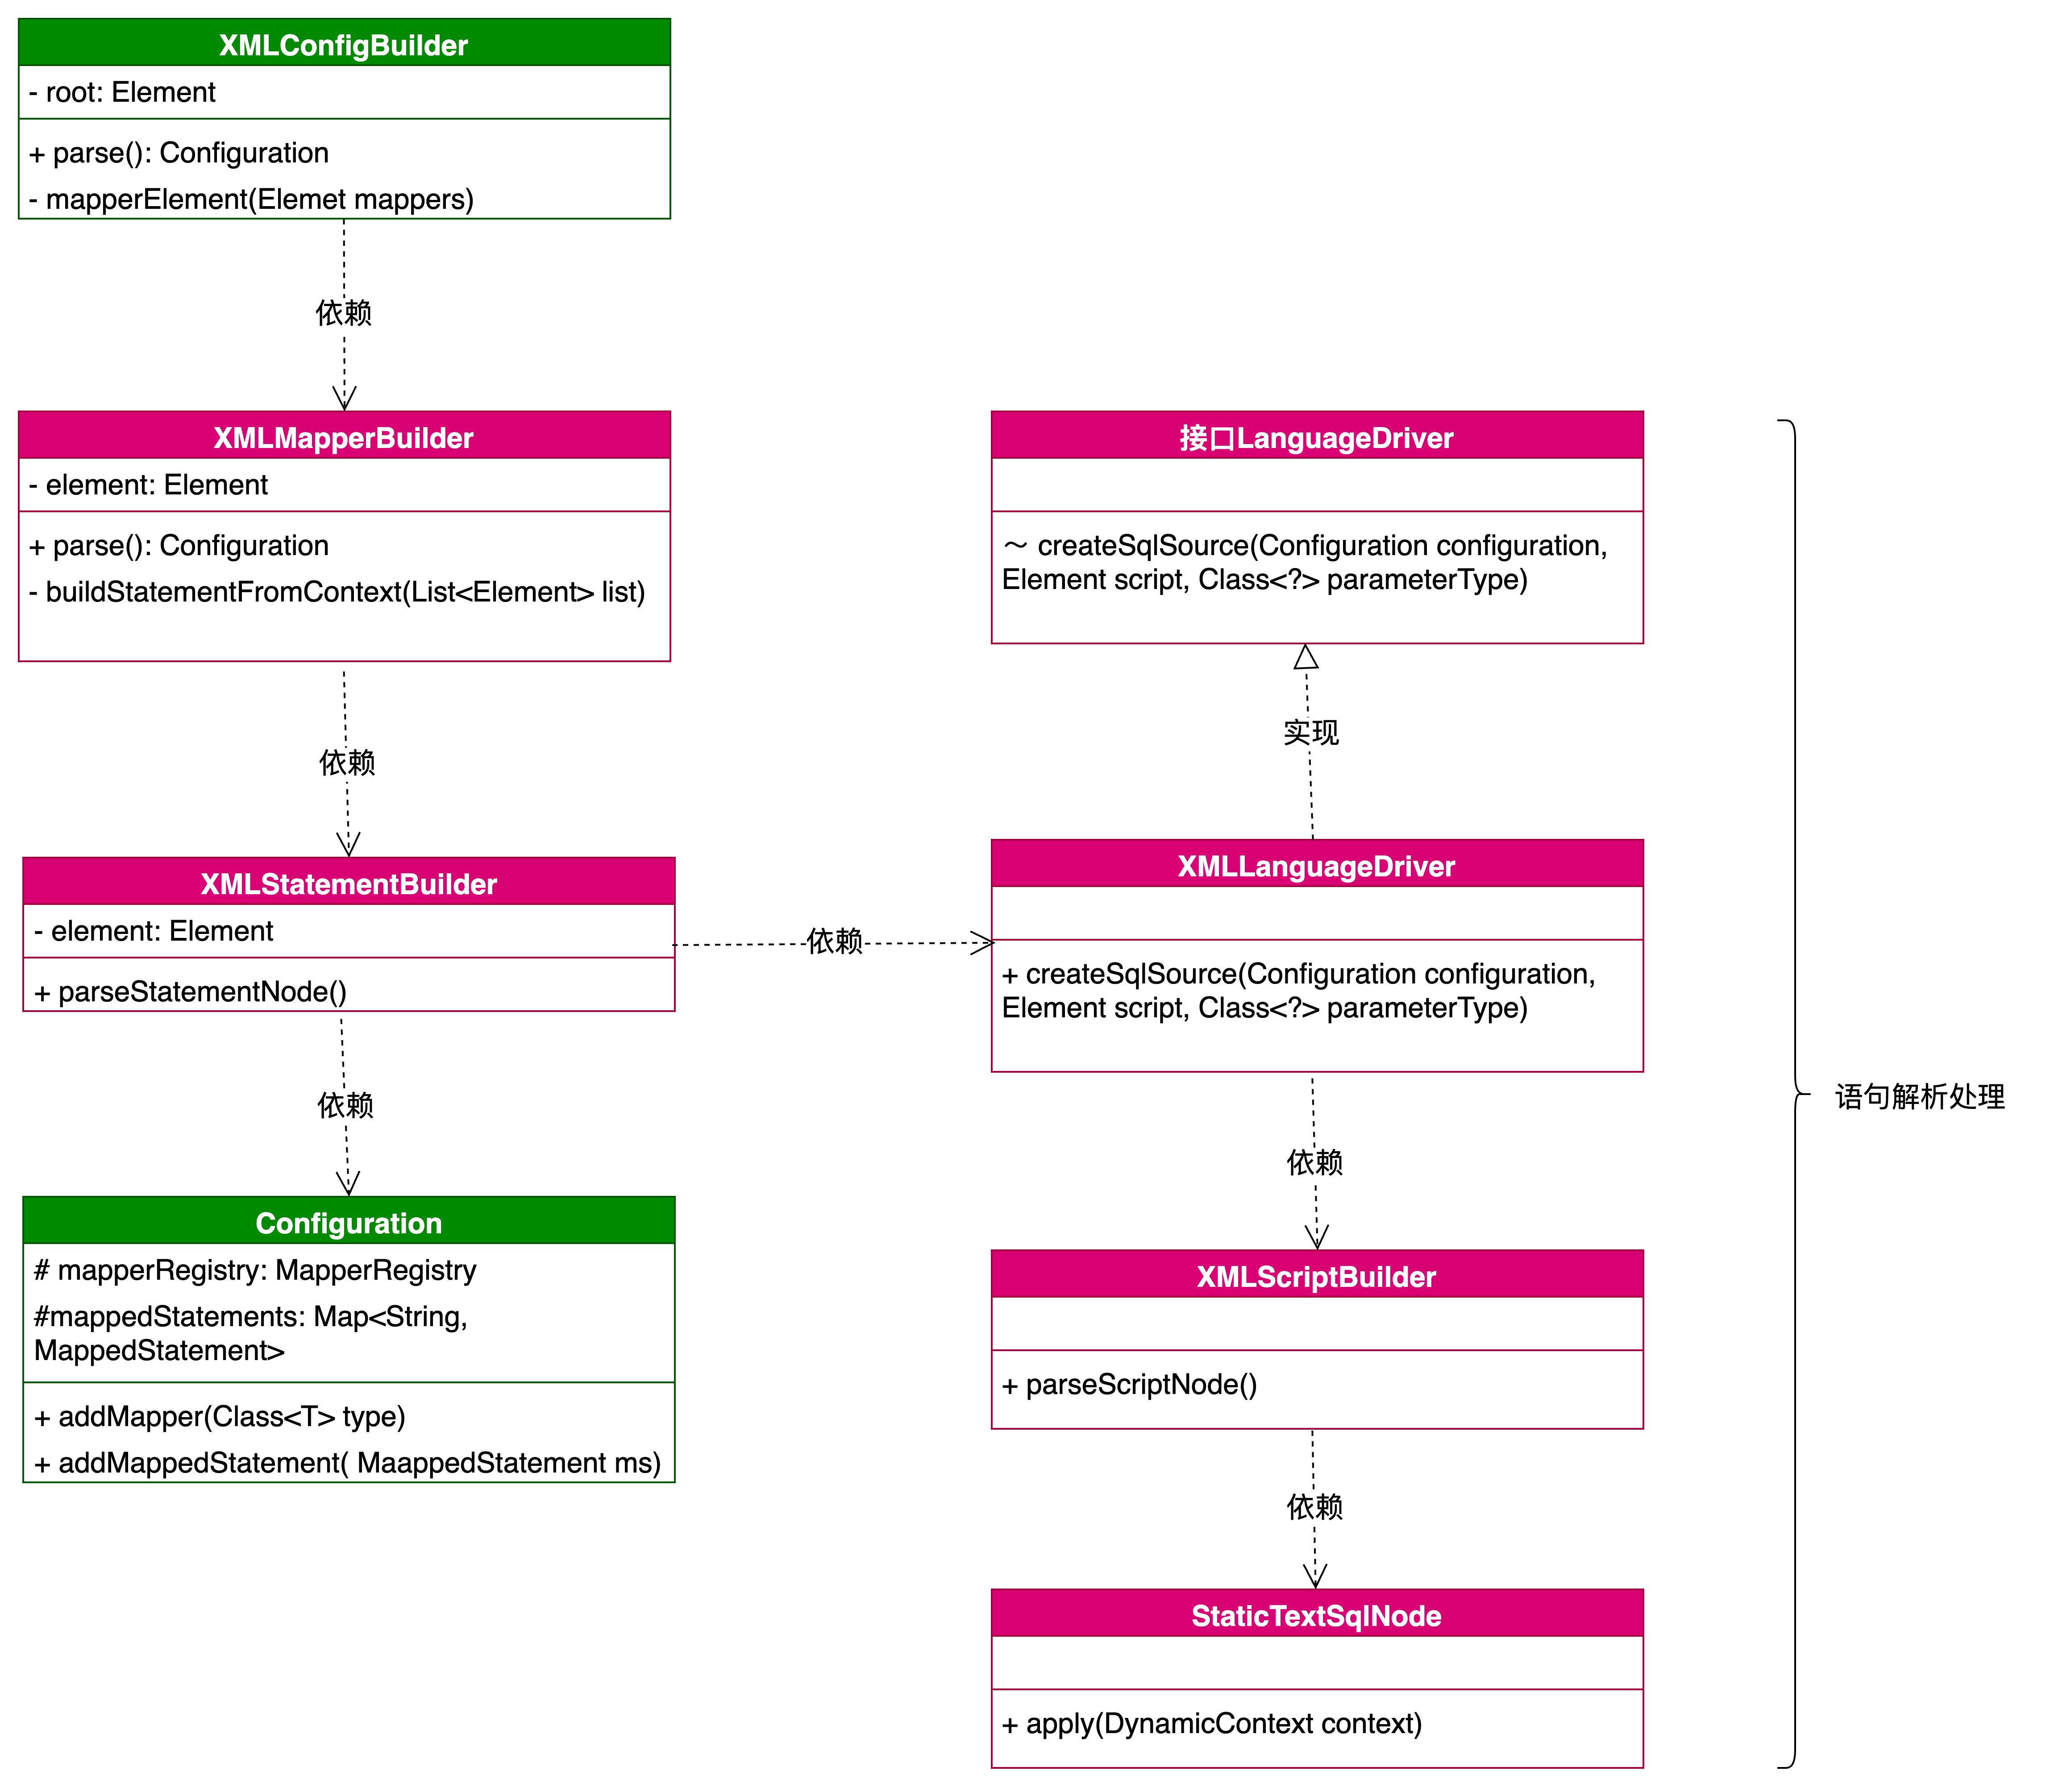 XMLConfigBuilder
- root: Element
+ parse(): Configuration
- mapperElement(Elemet mappers)
依赖
XMLMapperBuilder
- element: Element
+ parse(): Configuration
- buildStatementFromContext(List<Element> list)
依赖
XMLStatementBuilder
- element: Element
+ parseStatementNode()
依赖
依赖
Configuration
# mapperRegistry: MapperRegistry
#mappedStatements: Map<String,
MappedStatement>
+ addMapper(Class<T> type)
+ addMappedStatement( MaappedStatement ms)
接口LanguageDriver
～ createSqlSource(Configuration configuration,
Element script, Class<?> parameterType)
实现
XMLLanguageDriver
+ createSqlSource(Configuration configuration,
Element script, Class<?> parameterType)
依赖
XMLScriptBuilder
+ parseScriptNode()
依赖
StaticTextSqlNode
+ apply(DynamicContext context)
语句解析处理